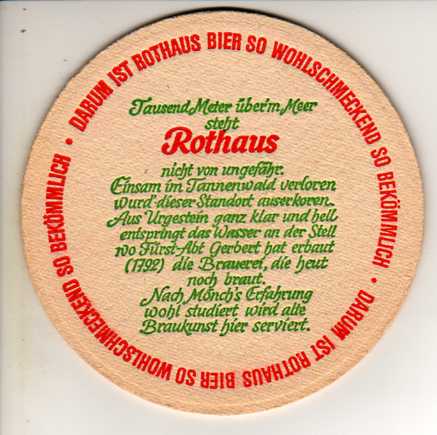 DARUM IST ROTHAUS BIER SO WOHLSCHMECKEND SO BEKÖMMLICH • DARUM IST ROTHAUS BIER SO WOHLSCHMECKEND SO BEKÖMMLICH •
Tausend Meter über'm Meer
steht
Rothaus
nicht von ungefähr.
Einsam im Tannenwald verloren
wurd' dieser Standort auserkoren.
Aus Urgestein ganz klar und hell
entspringt das Wasser an der Stell
wo Fürst-Abt Gerbert hat erbaut
(1792) die Brauerei, die heut
noch braut.
Nach Mönch's Erfahrung
wohl studiert wird alte
Braukunst hier serviert.